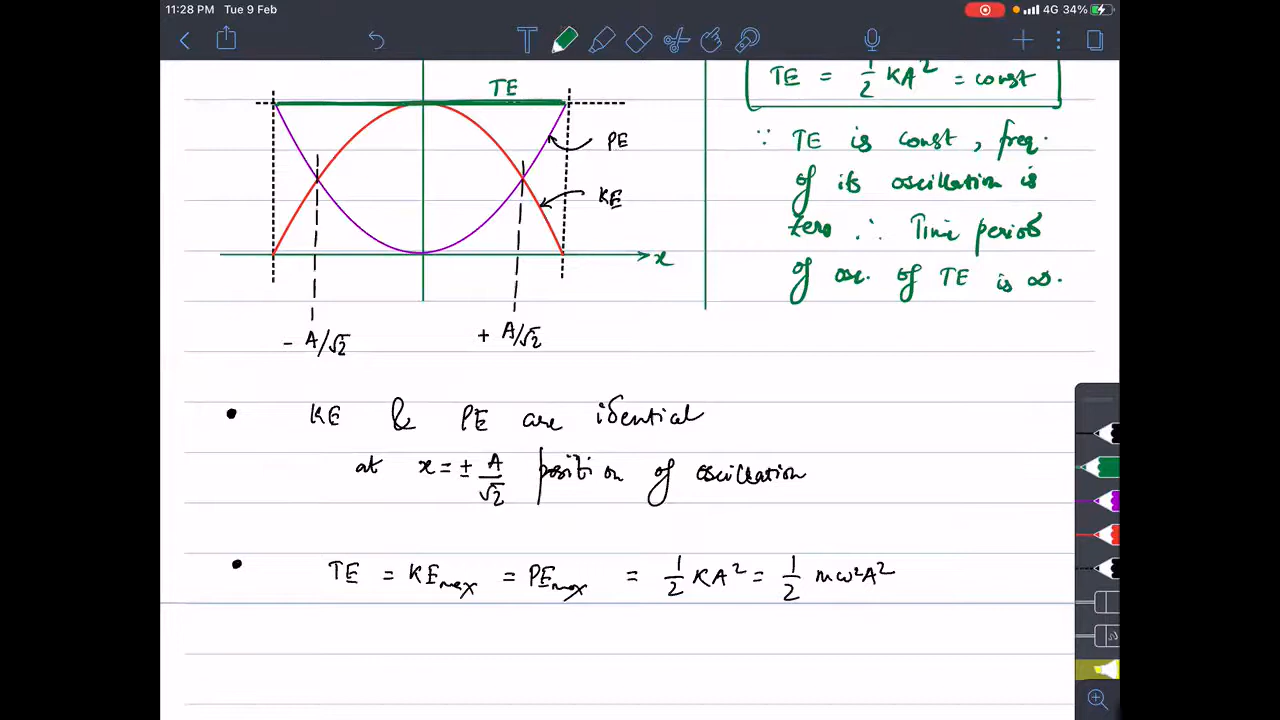 11:28 PM Tue 9 Feb
4G 34%
T
TE
PE
KE
x
- A/√2
+ A/√2
TE = 1/2 KA² = const
∵ TE is const, freq.
of its oscillation is
zero ∴ Time period
of osc. of TE is ∞.
• KE & PE are idential
at x = ± A/√2 position of oscillation
• TE = KEmax = PEmax = 1/2 KA² = 1/2 mω²A²